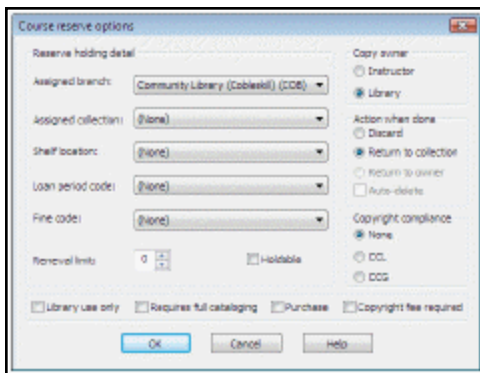 Course reserve options
Reserve holding detail
Assigned branch: Community Library (Cobleskill) (COB)
Assigned collection: (None)
Shelf location: (None)
Loan period code: (None)
Fine code: (None)
Renewal limit: 0 Holdable
Copy owner
Instructor
Library
Action when done
Discard
Return to collection
Return to owner
Auto-delete
Copyright compliance
None
CCL
CCG
Library use only Requires full cataloging Purchase Copyright fee required
OK Cancel Help